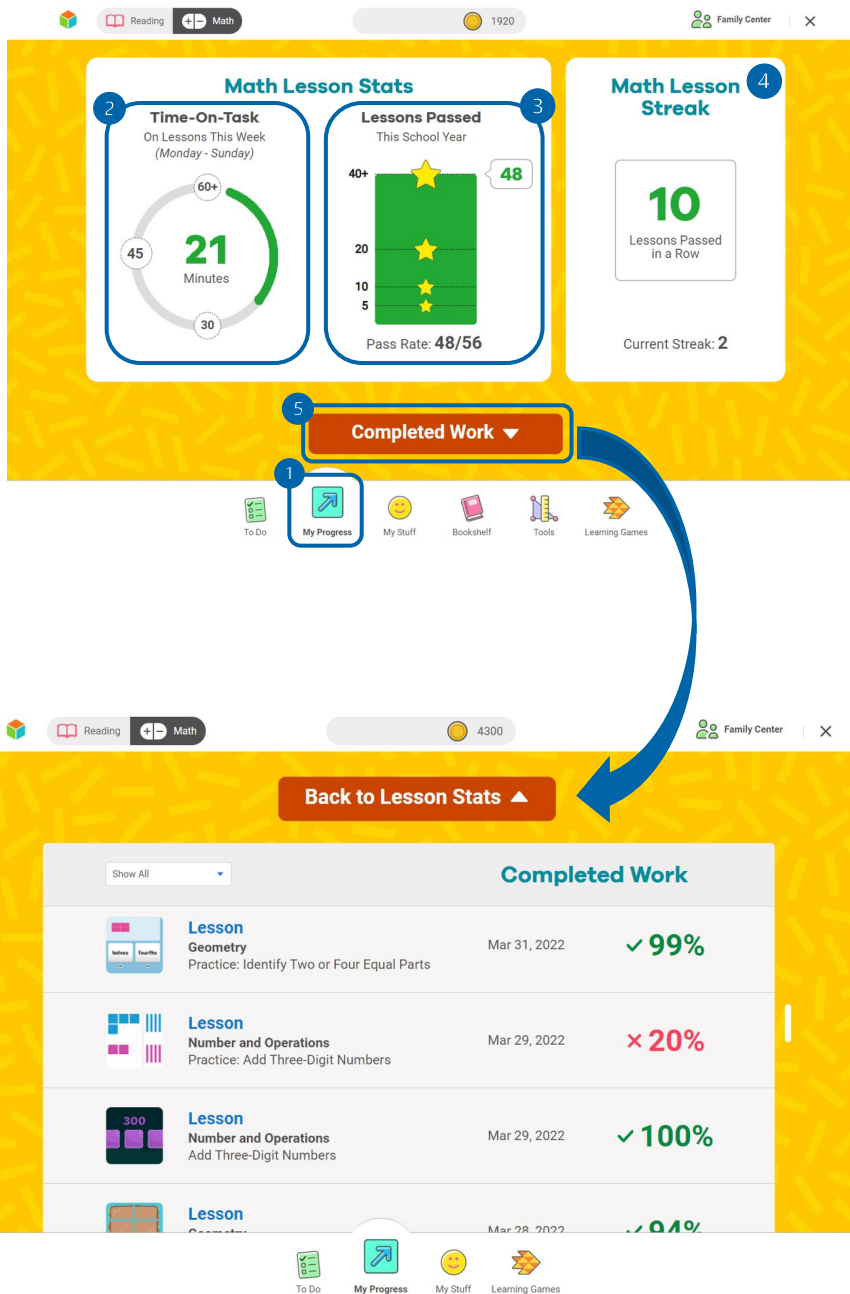 Reading
Math
1920
Family Center
Math Lesson Stats
2
Time-On-Task
On Lessons This Week
(Monday - Sunday)
60+
45
21
Minutes
30
3
Lessons Passed
This School Year
40+
48
20
10
5
Pass Rate: 48/56
4
Math Lesson
Streak
10
Lessons Passed
in a Row
Current Streak: 2
5
Completed Work
1
To Do
My Progress
My Stuff
Bookshelf
Tools
Learning Games
Reading
Math
4300
Family Center
Back to Lesson Stats
Show All
Completed Work
halves fourths
Lesson
Geometry
Practice: Identify Two or Four Equal Parts
Mar 31, 2022
99%
Lesson
Number and Operations
Practice: Add Three-Digit Numbers
Mar 29, 2022
20%
300
Lesson
Number and Operations
Add Three-Digit Numbers
Mar 29, 2022
100%
Lesson
Geometry
Mar 28, 2022
94%
To Do
My Progress
My Stuff
Learning Games